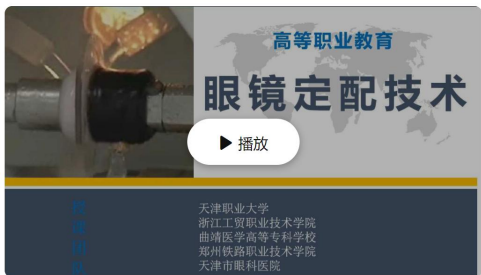 高等职业教育
眼镜定配技术
播放
天津职业大学
浙江工贸职业技术学院
曲靖医学高等专科学校
郑州铁路职业技术学院
天津市眼科医院